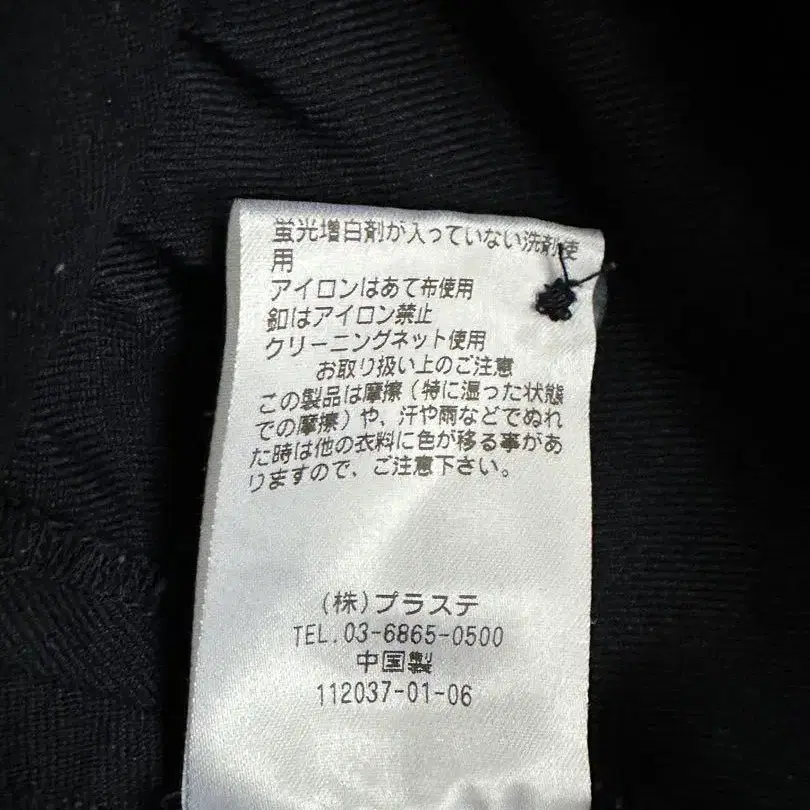 蛍光増白剤が入っていない洗剤使
用
アイロンはあて布使用
釦はアイロン禁止
クリーニングネット使用
お取り扱い上のご注意
この製品は摩擦（特に湿った状態
での摩擦）や、汗や雨などでぬれ
た時は他の衣料に色が移る事があ
りますので、ご注意下さい。
(株)プラステ
TEL.03-6865-0500
中国製
112037-01-06